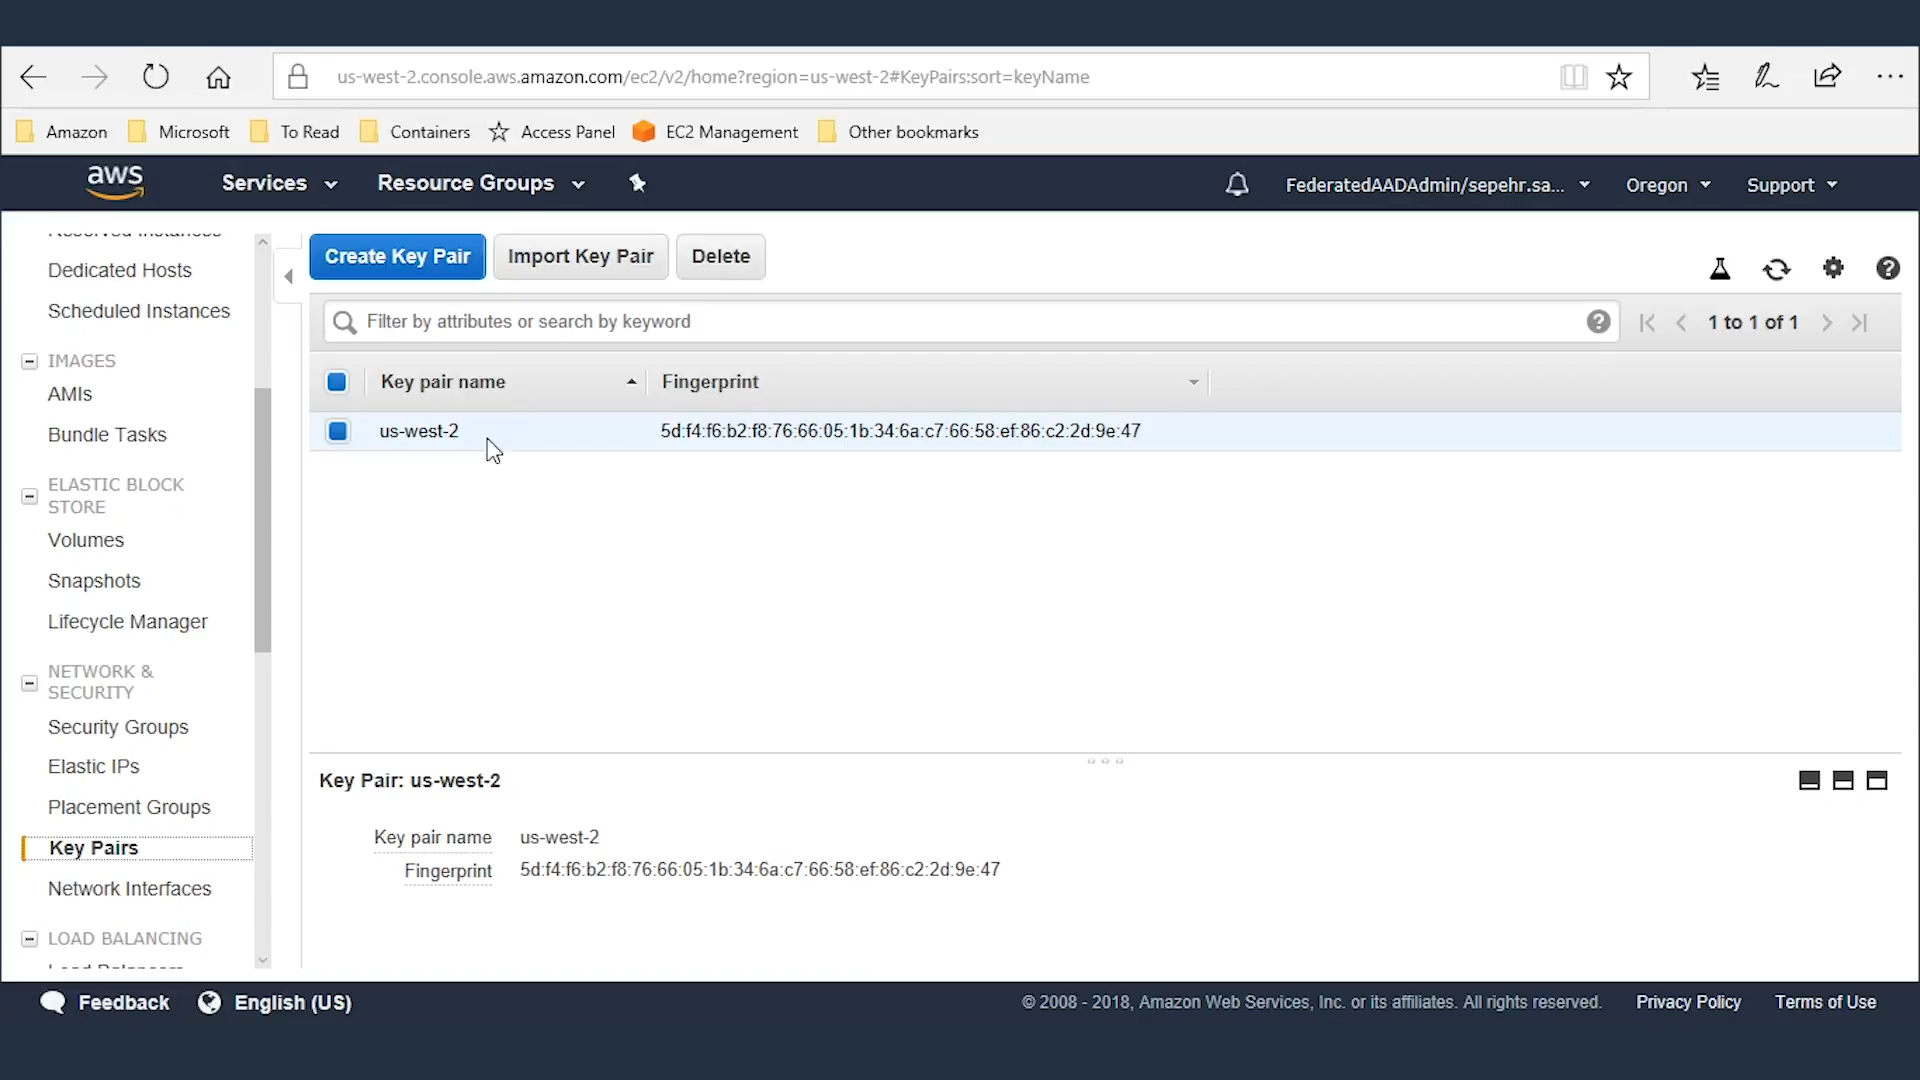 us-west-2.console.aws.amazon.com/ec2/v2/home?region=us-west-2#KeyPairs:sort=keyName
Amazon Microsoft To Read Containers Access Panel EC2 Management Other bookmarks
aws Services Resource Groups FederatedAADAdmin/sepehr.sa... Oregon Support
Dedicated Hosts
Scheduled Instances
IMAGES
AMIs
Bundle Tasks
ELASTIC BLOCK
STORE
Volumes
Snapshots
Lifecycle Manager
NETWORK &
SECURITY
Security Groups
Elastic IPs
Placement Groups
Key Pairs
Network Interfaces
LOAD BALANCING
Create Key Pair Import Key Pair Delete
Filter by attributes or search by keyword 1 to 1 of 1
Key pair name Fingerprint
us-west-2 5d:f4:f6:b2:f8:76:66:05:1b:34:6a:c7:66:58:ef:86:c2:2d:9e:47
Key Pair: us-west-2
Key pair name us-west-2
Fingerprint 5d:f4:f6:b2:f8:76:66:05:1b:34:6a:c7:66:58:ef:86:c2:2d:9e:47
Feedback English (US) © 2008 - 2018, Amazon Web Services, Inc. or its affiliates. All rights reserved. Privacy Policy Terms of Use